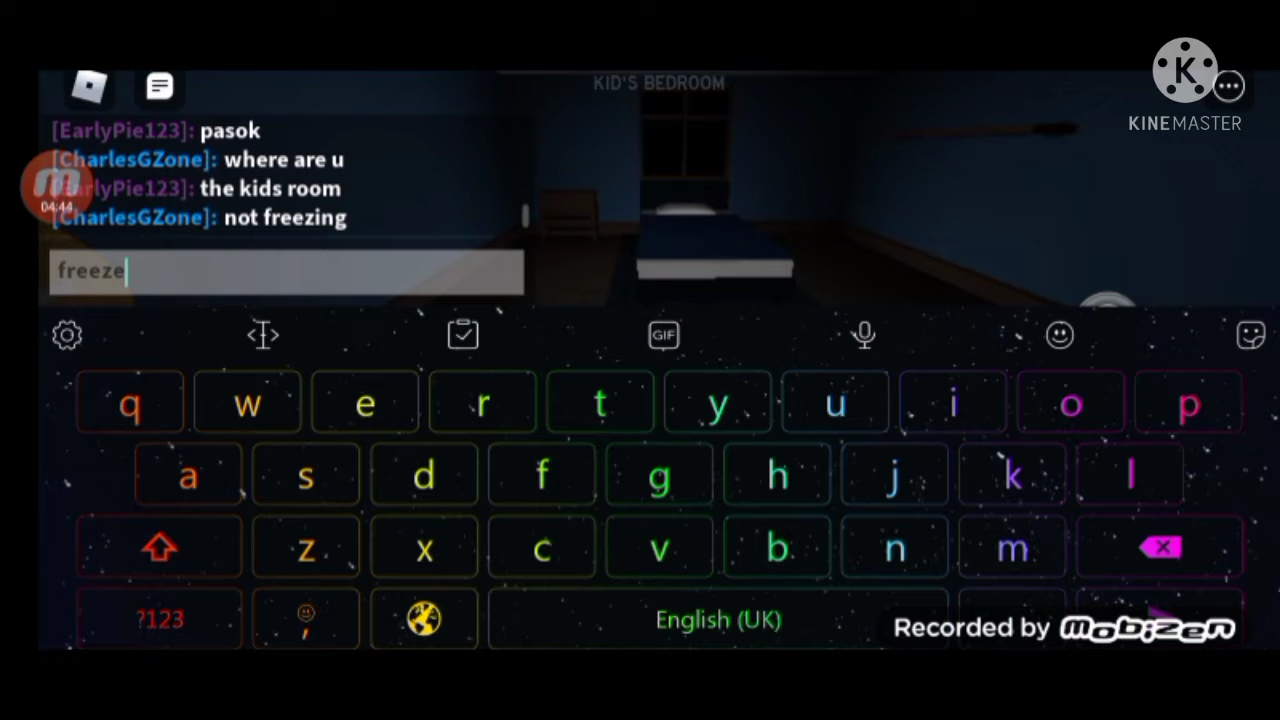 KID'S BEDROOM
K
KINEMASTER
[EarlyPie123]: pasok
[CharlesGZone]: where are u
[EarlyPie123]: the kids room
[CharlesGZone]: not freezing
04:44
freeze
GIF
q w e r t y u i o p
a s d f g h j k l
z x c v b n m
?123 , English (UK)
Recorded by mobizen